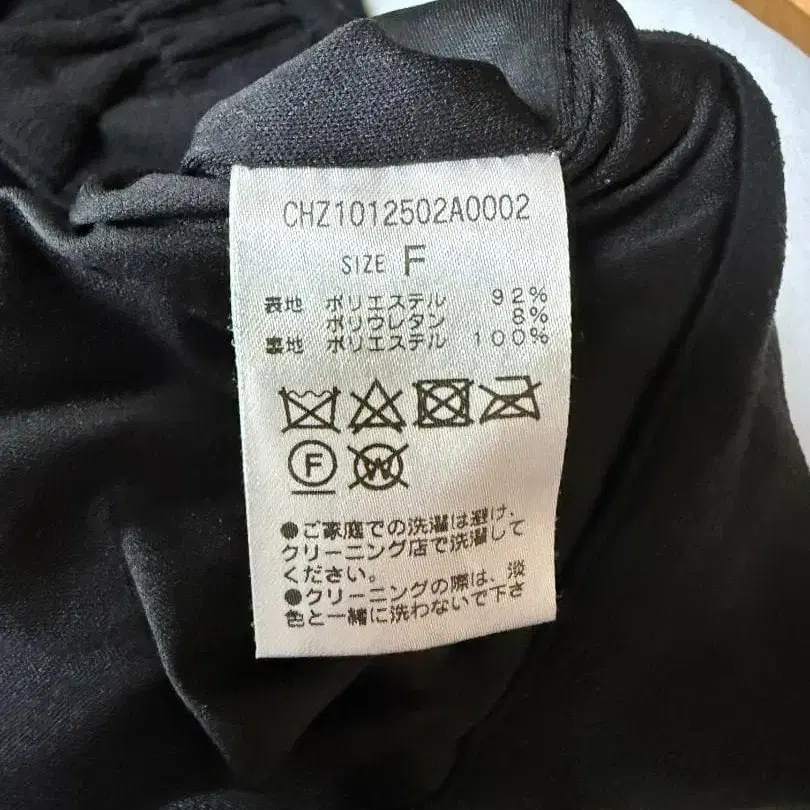 CHZ1012502A0002
SIZE F
表地 ポリエステル 92%
ポリウレタン 8%
裏地 ポリエステル 100%
F W
●ご家庭での洗濯は避け、
クリーニング店で洗濯して
ください。
●クリーニングの際は、淡
色と一緒に洗わないで下さ